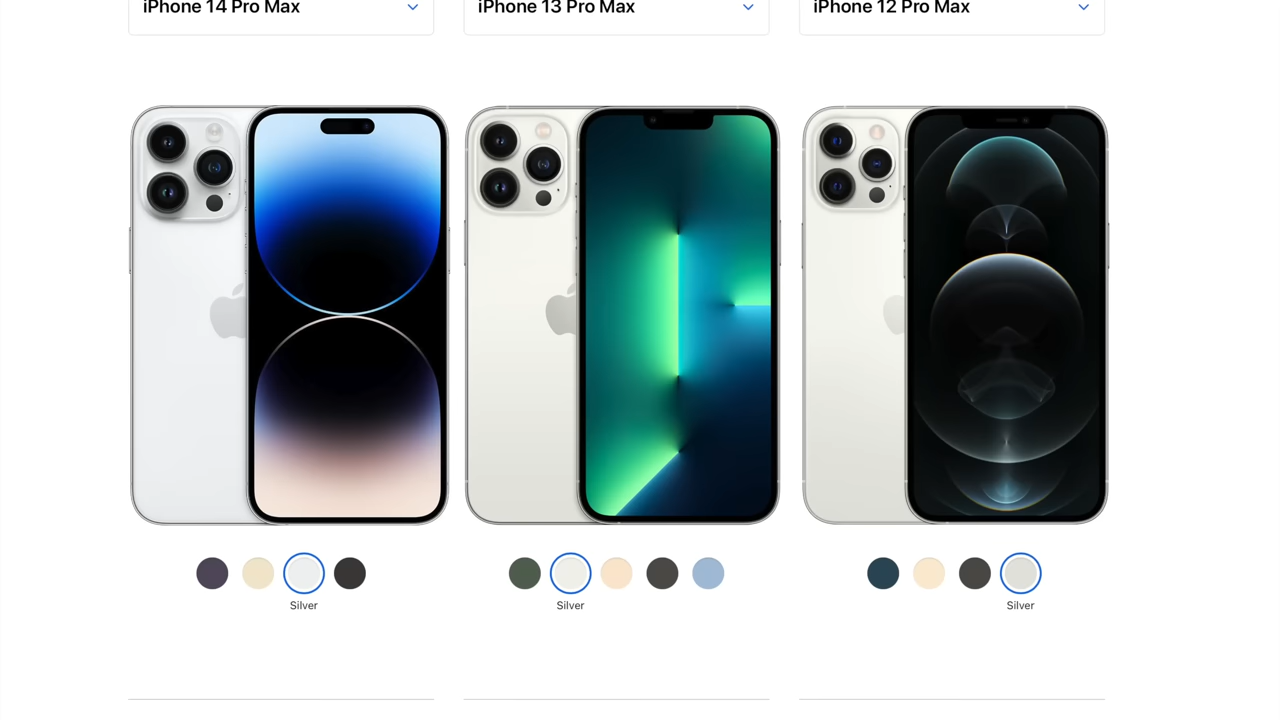 iPhone 14 Pro Max
iPhone 13 Pro Max
iPhone 12 Pro Max
Silver
Silver
Silver